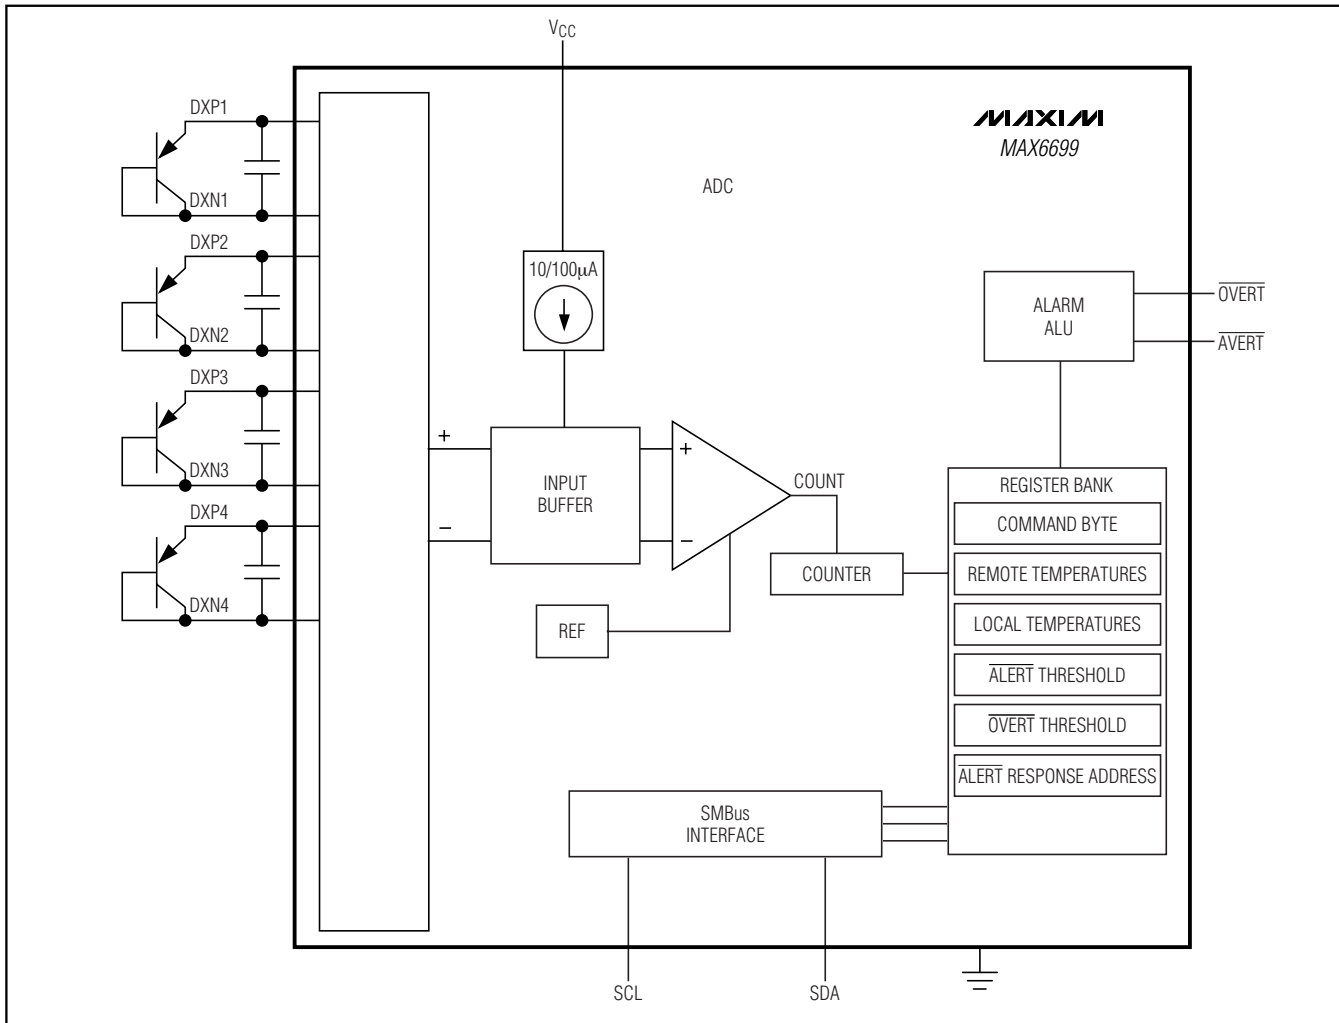 VCC
DXP1
DXN1
DXP2
DXN2
DXP3
DXN3
DXP4
DXN4
MAXIM
MAX6699
ADC
10/100µA
+
−
INPUT
BUFFER
+
−
COUNT
COUNTER
REF
ALARM
ALU
OVERT
AVERT
REGISTER BANK
COMMAND BYTE
REMOTE TEMPERATURES
LOCAL TEMPERATURES
ALERT THRESHOLD
OVERT THRESHOLD
ALERT RESPONSE ADDRESS
SMBus
INTERFACE
SCL
SDA